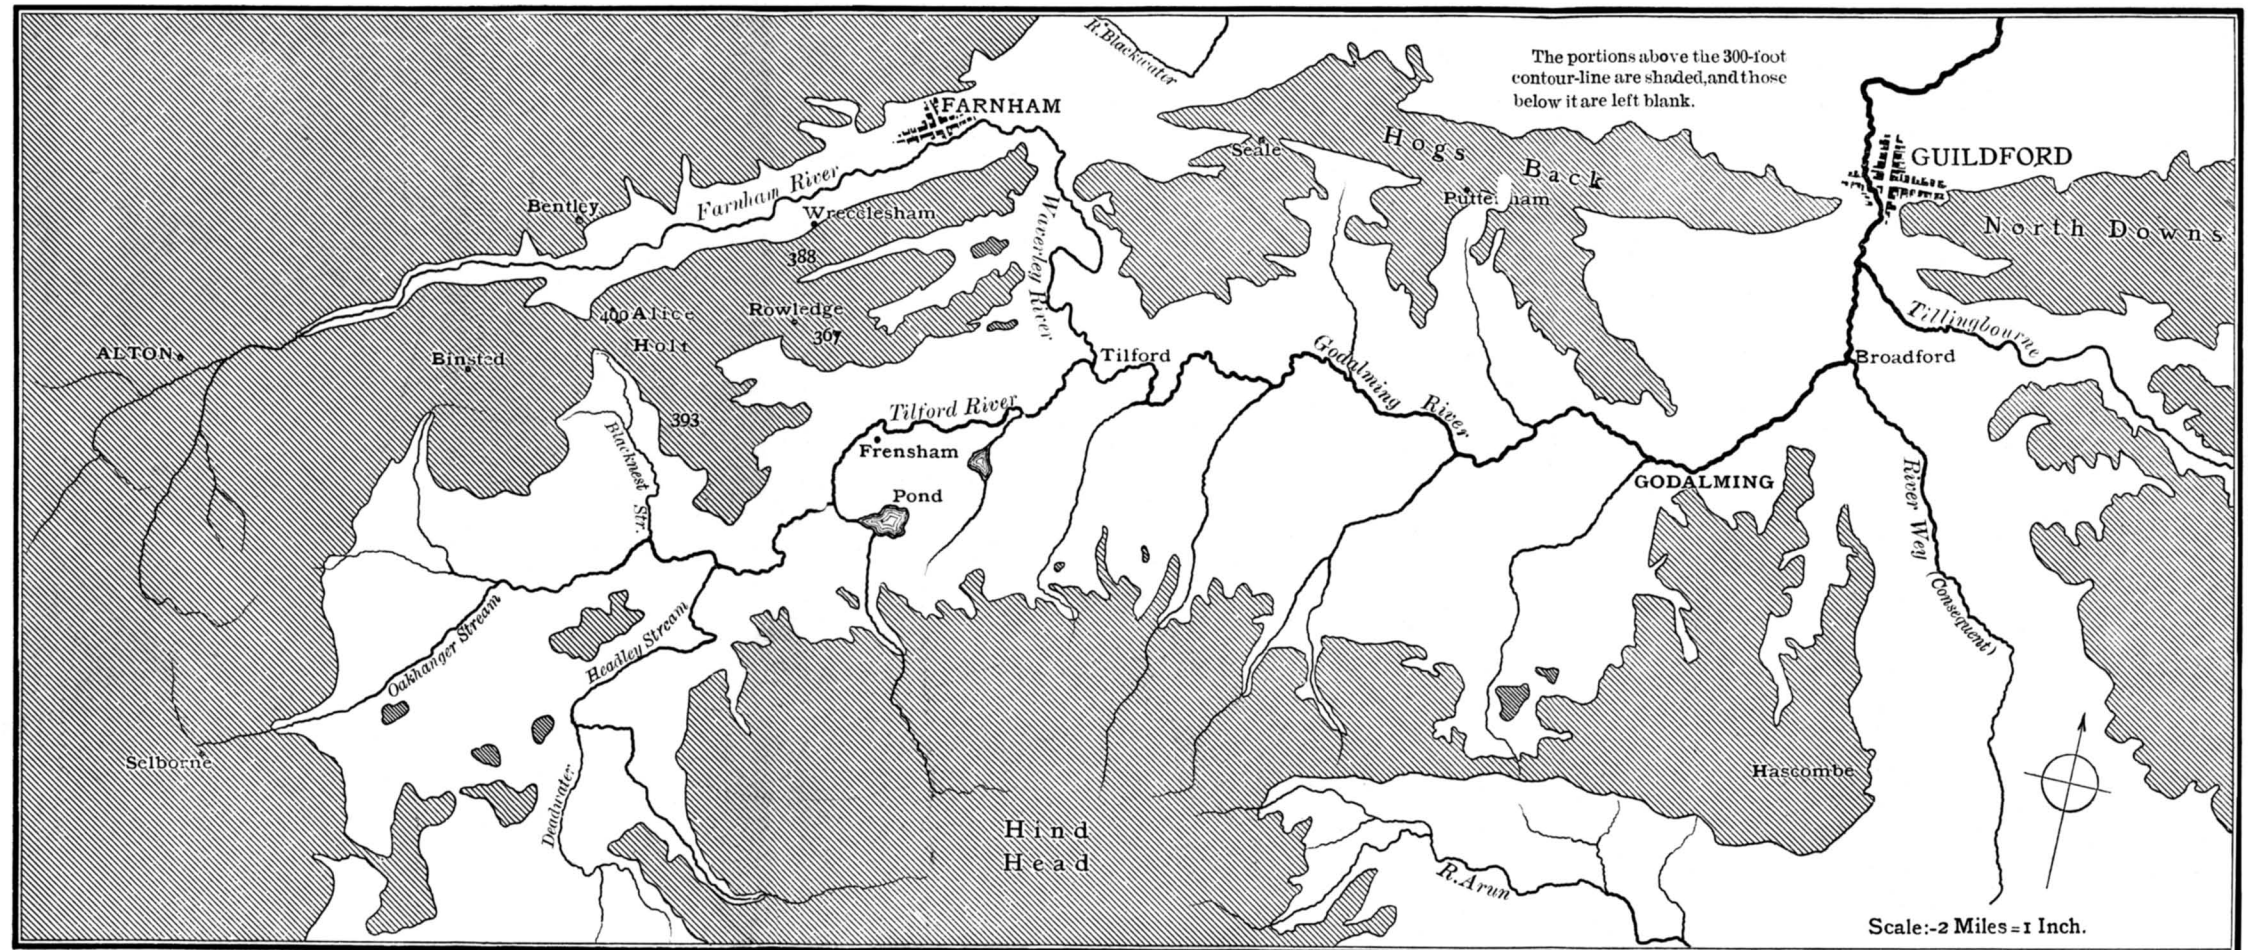 R. Blackwater
The portions above the 300-foot
contour-line are shaded, and those
below it are left blank.
FARNHAM
Hogs Back
Seale
GUILDFORD
Farnham River
Bentley
Wrecclesham
Waverley River
Putte ham
North Downs
388
400 Alice
Holt
Rowledge
367
Tillingbourne
ALTON
Binsted
Tilford
Godalming River
Broadford
Tilford River
393
Blacknest Str.
Frensham
Pond
GODALMING
River Wey (Consequent)
Oakhanger Stream
Headley Stream
Selborne
Deadwater
Hascombe
Hind
Head
R. Arun
Scale:-2 Miles=1 Inch.